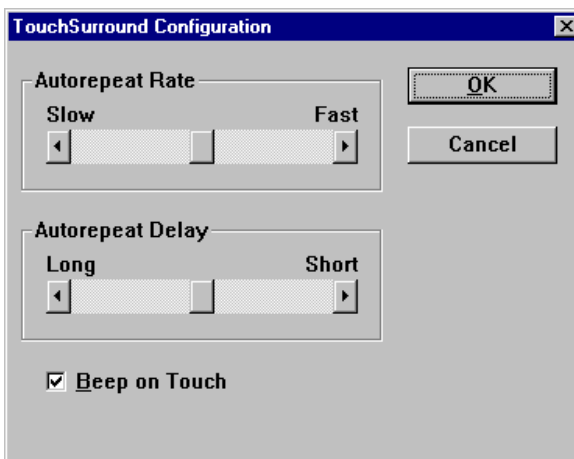 TouchSurround Configuration
Autorepeat Rate
Slow Fast
OK
Cancel
Autorepeat Delay
Long Short
Beep on Touch